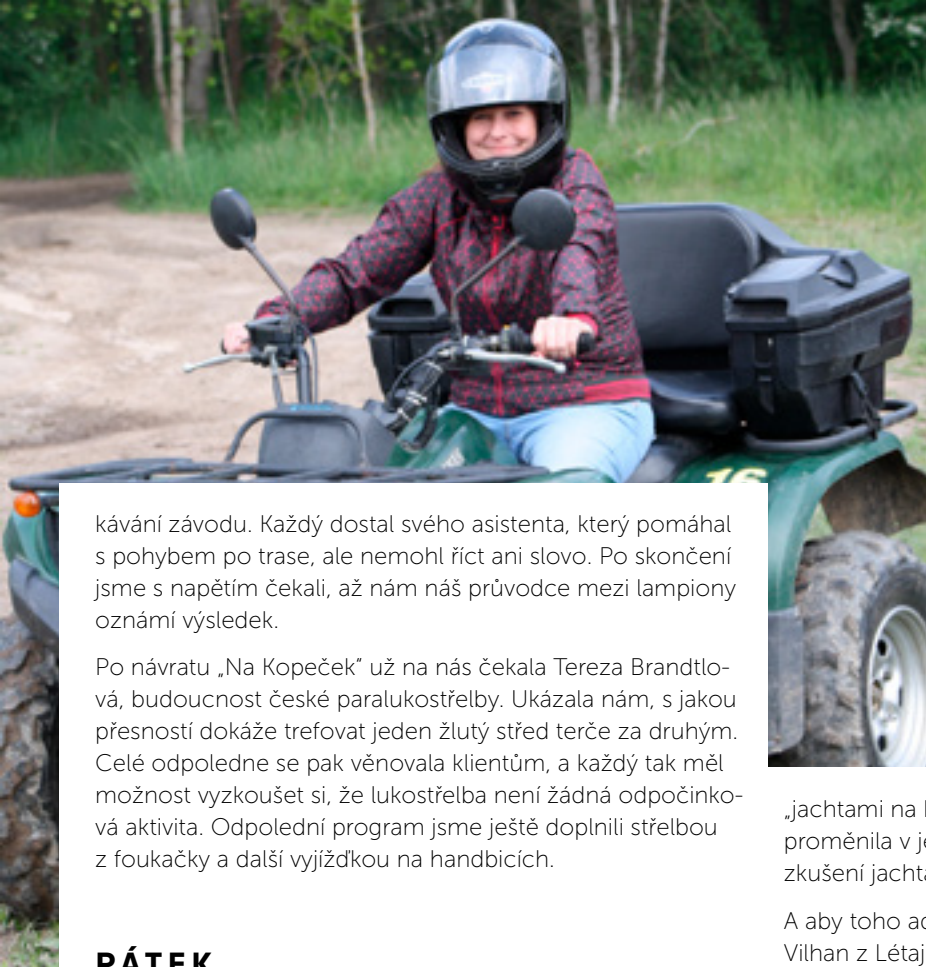 16
kávání závodu. Každý dostal svého asistenta, který pomáhal
s pohybem po trase, ale nemohl říct ani slovo. Po skončení
jsme s napětím čekali, až nám náš průvodce mezi lampiony
oznámí výsledek.
Po návratu „Na Kopeček“ už na nás čekala Tereza Brandtlo-
vá, budoucnost české paralukostřelby. Ukázala nám, s jakou
přesností dokáže trefovat jeden žlutý střed terče za druhým.
Celé odpoledne se pak věnovala klientům, a každý tak měl
možnost vyzkoušet si, že lukostřelba není žádná odpočinko-
vá aktivita. Odpolední program jsme ještě doplnili střelbou
z foukačky a další vyjížďkou na handbicích.
PÁTEK
„jachtami na
proměnila v
zkušení
A aby toho
Vilhan z